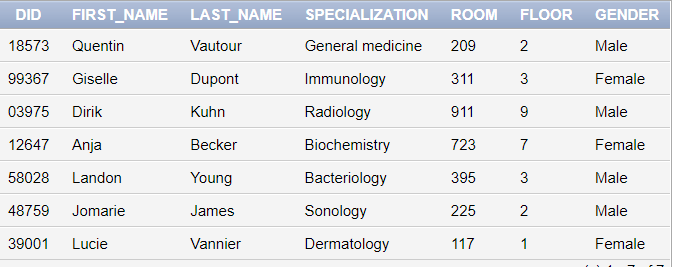 DID FIRST_NAME LAST_NAME SPECIALIZATION ROOM FLOOR GENDER
18573 Quentin Vautour General medicine 209 2 Male
99367 Giselle Dupont Immunology 311 3 Female
03975 Dirik Kuhn Radiology 911 9 Male
12647 Anja Becker Biochemistry 723 7 Female
58028 Landon Young Bacteriology 395 3 Male
48759 Jomarie James Sonology 225 2 Male
39001 Lucie Vannier Dermatology 117 1 Female